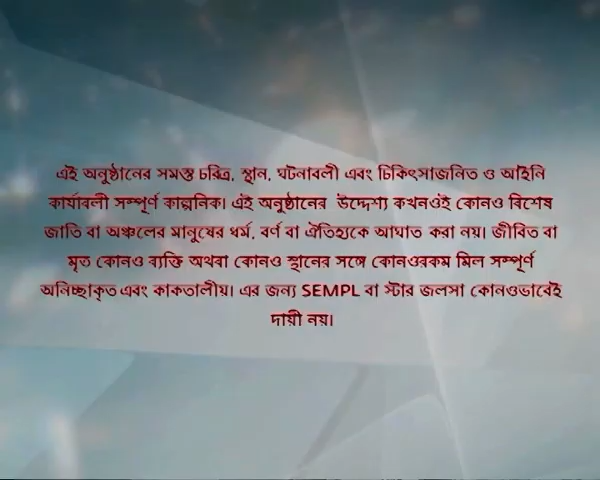 এই অনুষ্ঠানের সমস্ত চরিত্র, স্থান, ঘটনাবলী এবং চিকিৎসাজনিত ও আইনি
কার্যাবলী সম্পূর্ণ কাল্পনিক। এই অনুষ্ঠানের উদ্দেশ্য কখনওই কোনও বিশেষ
জাতি বা অঞ্চলের মানুষের ধর্ম, বর্ণ বা ঐতিহ্যকে আঘাত করা নয়। জীবিত বা
মৃত কোনও ব্যক্তি অথবা কোনও স্থানের সঙ্গে কোনওরকম মিল সম্পূর্ণ
অনিচ্ছাকৃত এবং কাকতালীয়। এর জন্য SEMPL বা স্টার জলসা কোনওভাবেই
দায়ী নয়।